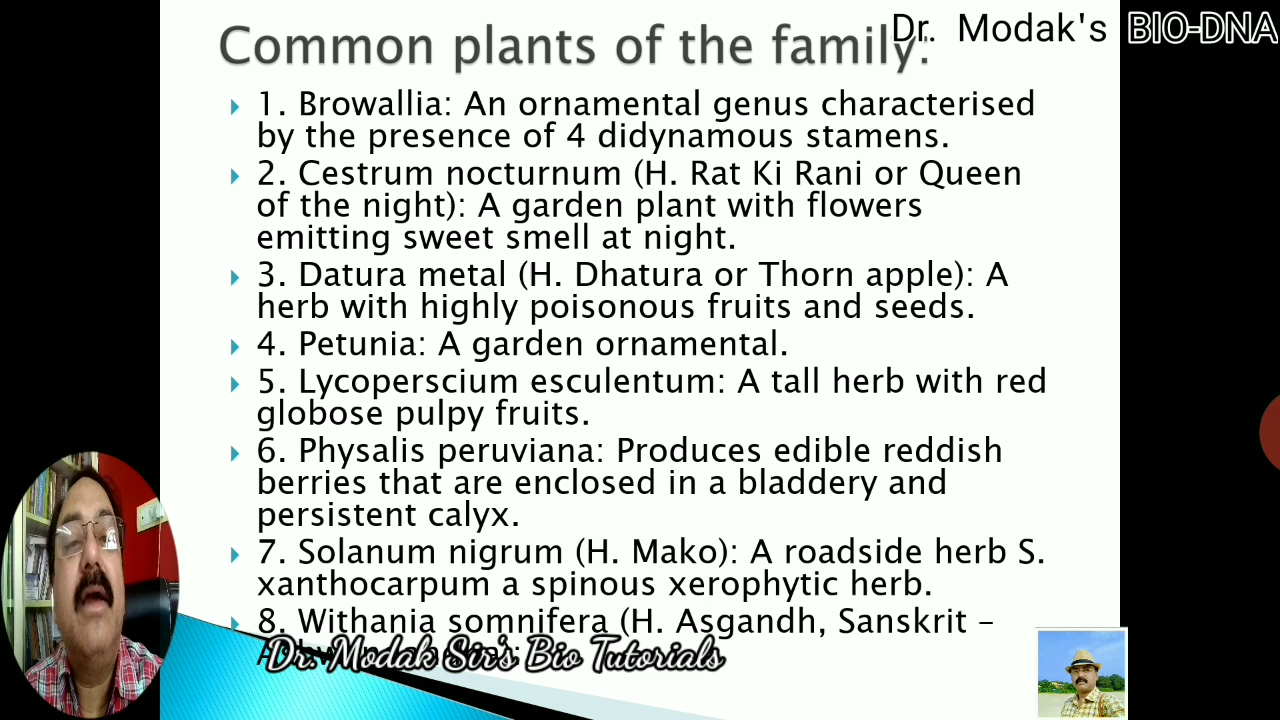 Common plants of the family:
Dr. Modak's BIO-DNA
1. Browallia: An ornamental genus characterised
by the presence of 4 didynamous stamens.
2. Cestrum nocturnum (H. Rat Ki Rani or Queen
of the night): A garden plant with flowers
emitting sweet smell at night.
3. Datura metal (H. Dhatura or Thorn apple): A
herb with highly poisonous fruits and seeds.
4. Petunia: A garden ornamental.
5. Lycoperscium esculentum: A tall herb with red
globose pulpy fruits.
6. Physalis peruviana: Produces edible reddish
berries that are enclosed in a bladdery and
persistent calyx.
7. Solanum nigrum (H. Mako): A roadside herb S.
xanthocarpum a spinous xerophytic herb.
8. Withania somnifera (H. Asgandh, Sanskrit –
Dr. Modak Sir's Bio Tutorials